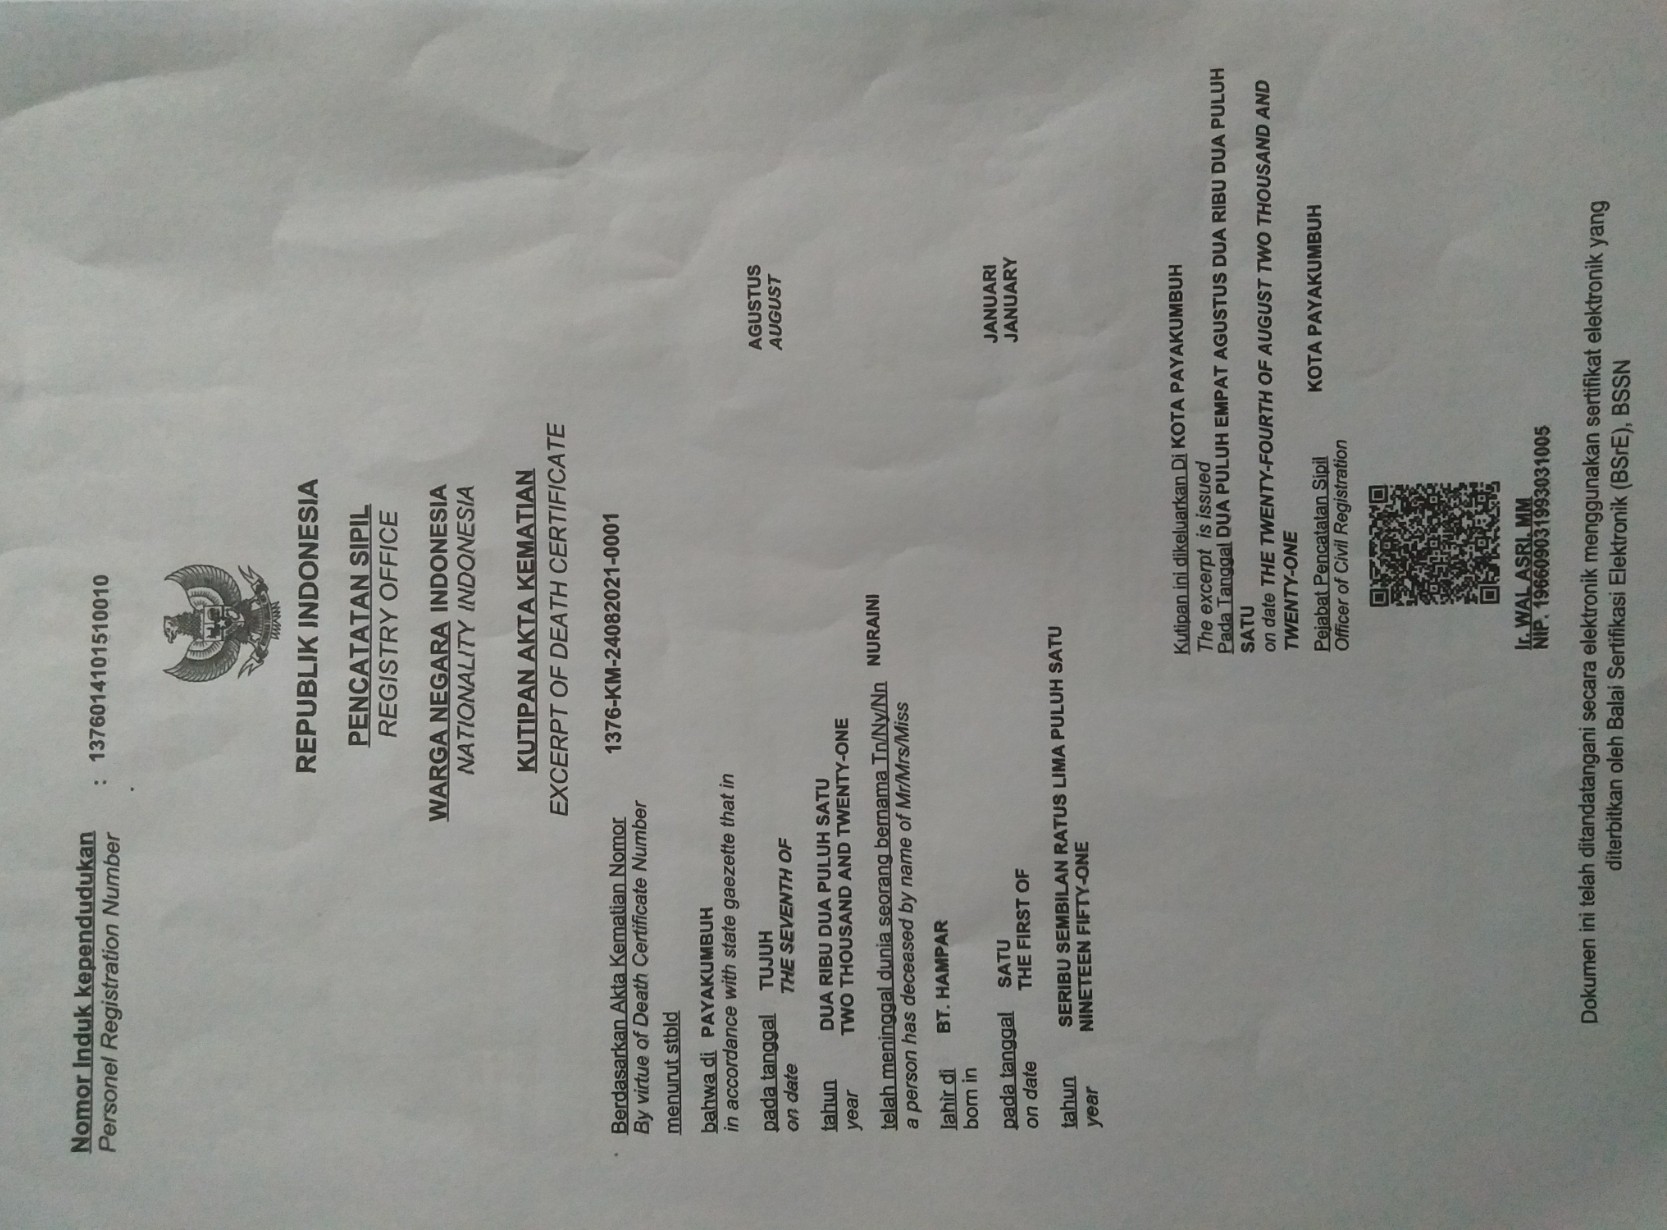 Nomor Induk kependudukan : 1376014101510010
Personel Registration Number
REPUBLIK INDONESIA
PENCATATAN SIPIL
REGISTRY OFFICE
WARGA NEGARA INDONESIA
NATIONALITY INDONESIA
KUTIPAN AKTA KEMATIAN
EXCERPT OF DEATH CERTIFICATE
Berdasarkan Akta Kematian Nomor 1376-KM-24082021-0001
By virtue of Death Certificate Number
menurut stbld
bahwa di PAYAKUMBUH
in accordance with state gaezette that in
pada tanggal TUJUH AGUSTUS
on date THE SEVENTH OF AUGUST
tahun DUA RIBU DUA PULUH SATU
year TWO THOUSAND AND TWENTY-ONE
telah meninggal dunia seorang bernama Tn/Ny/Nn NURAINI
a person has deceased by name of Mr/Mrs/Miss
lahir di BT. HAMPAR
born in
pada tanggal SATU JANUARI
on date THE FIRST OF JANUARY
tahun SERIBU SEMBILAN RATUS LIMA PULUH SATU
year NINETEEN FIFTY-ONE
Kutipan ini dikeluarkan Di KOTA PAYAKUMBUH
The excerpt is issued
Pada Tanggal DUA PULUH EMPAT AGUSTUS DUA RIBU DUA PULUH
SATU
on date THE TWENTY-FOURTH OF AUGUST TWO THOUSAND AND
TWENTY-ONE
Pejabat Pencatatan Sipil KOTA PAYAKUMBUH
Officer of Civil Registration
Ir. WAL ASRI, MM
NIP. 196609031993031005
Dokumen ini telah ditandatangani secara elektronik menggunakan sertifikat elektronik yang
diterbitkan oleh Balai Sertifikasi Elektronik (BSrE), BSSN